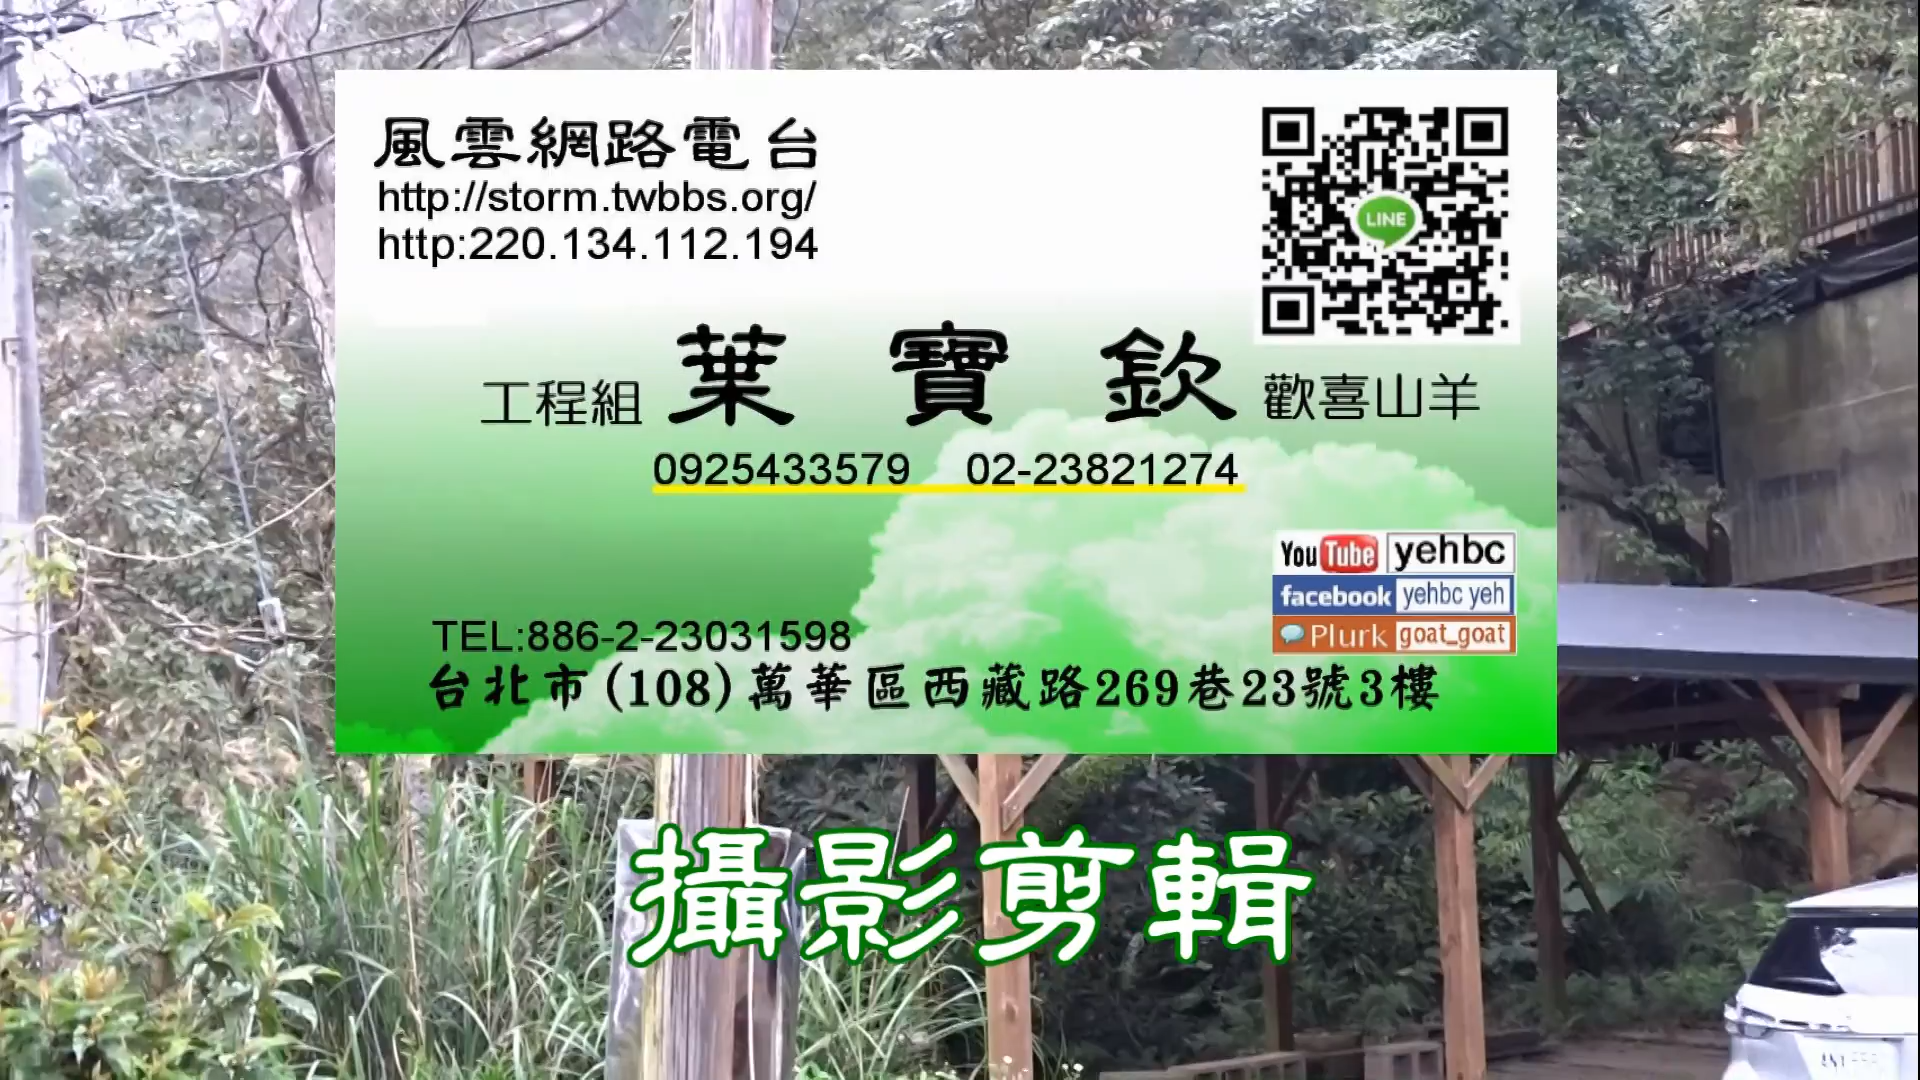 風雲網路電台
http://storm.twbbs.org/
http:220.134.112.194
LINE
工程組 葉寶欽 歡喜山羊
0925433579 02-23821274
YouTube yehbc
facebook yehbc yeh
Plurk goat_goat
TEL:886-2-23031598
台北市(108)萬華區西藏路269巷23號3樓
攝影剪輯